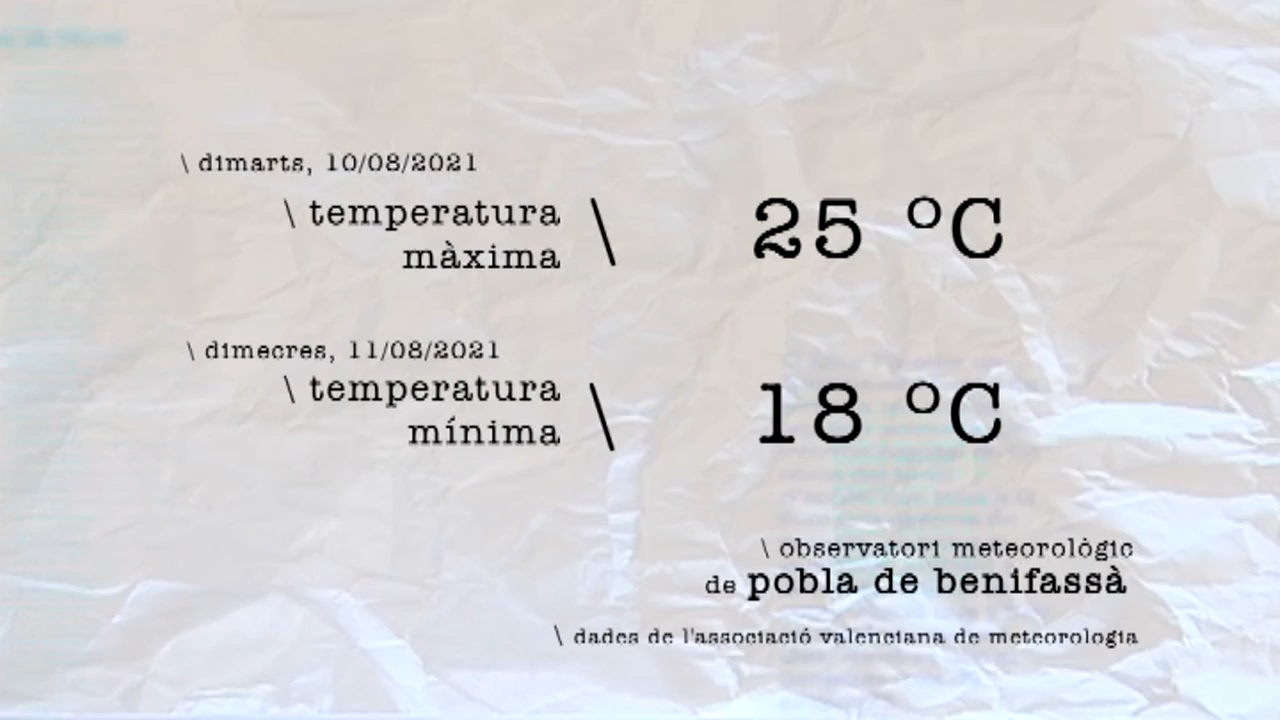 \ dimarts, 10/08/2021
\ temperatura \ 25 ºC
màxima
\ dimecres, 11/08/2021
\ temperatura \ 18 ºC
mínima
\ observatori meteorològic
de pobla de benifassà
\ dades de l'associació valenciana de meteorologia